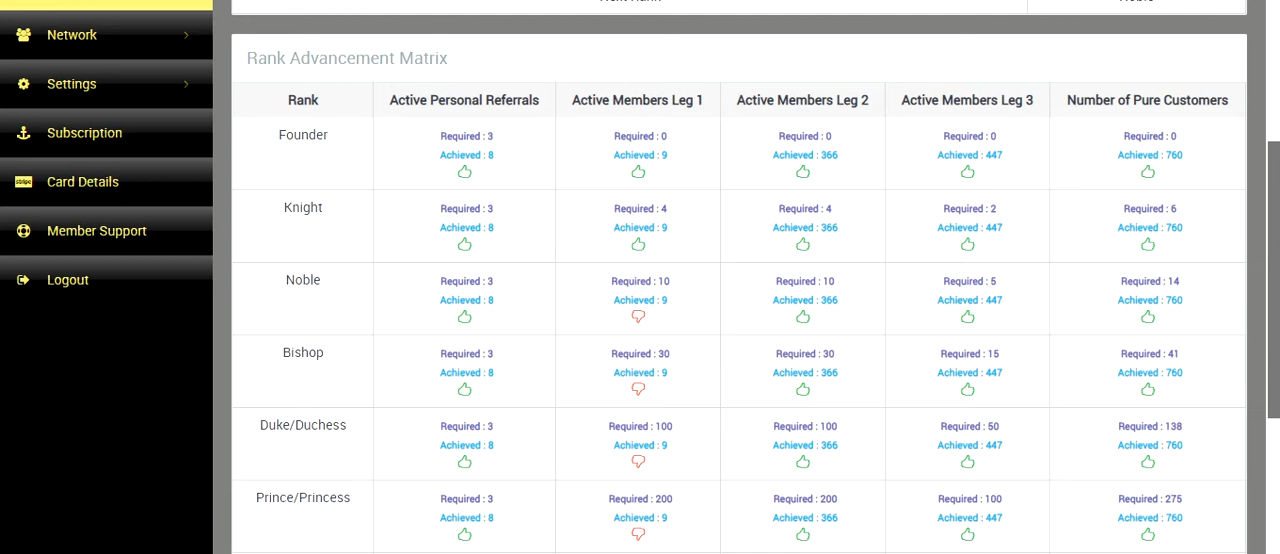 Network
Settings
Subscription
stripe Card Details
Member Support
Logout
Next Rank Noble
Rank Advancement Matrix
Rank Active Personal Referrals Active Members Leg 1 Active Members Leg 2 Active Members Leg 3 Number of Pure Customers
Founder Required : 3 Required : 0 Required : 0 Required : 0 Required : 0
Achieved : 8 Achieved : 9 Achieved : 366 Achieved : 447 Achieved : 760
Knight Required : 3 Required : 4 Required : 4 Required : 2 Required : 6
Achieved : 8 Achieved : 9 Achieved : 366 Achieved : 447 Achieved : 760
Noble Required : 3 Required : 10 Required : 10 Required : 5 Required : 14
Achieved : 8 Achieved : 9 Achieved : 366 Achieved : 447 Achieved : 760
Bishop Required : 3 Required : 30 Required : 30 Required : 15 Required : 41
Achieved : 8 Achieved : 9 Achieved : 366 Achieved : 447 Achieved : 760
Duke/Duchess Required : 3 Required : 100 Required : 100 Required : 50 Required : 138
Achieved : 8 Achieved : 9 Achieved : 366 Achieved : 447 Achieved : 760
Prince/Princess Required : 3 Required : 200 Required : 200 Required : 100 Required : 275
Achieved : 8 Achieved : 9 Achieved : 366 Achieved : 447 Achieved : 760